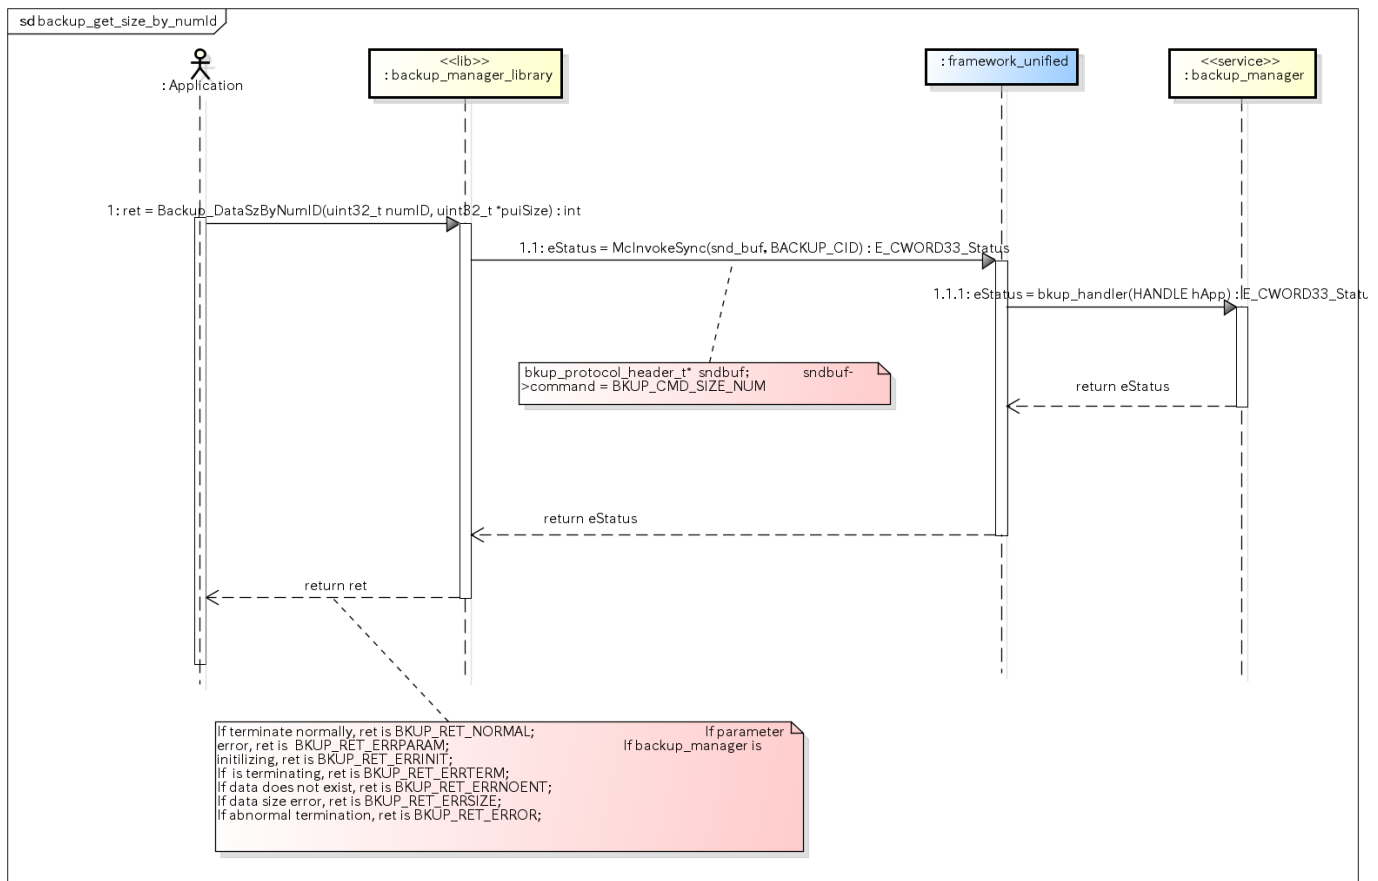 sd backup_get_size_by_numId
: Application
<<lib>>
: backup_manager_library
: framework_unified
<<service>>
: backup_manager
1: ret = Backup_DataSzByNumID(uint32_t numID, uint32_t *puiSize) : int
1.1: eStatus = McInvokeSync(snd_buf, BACKUP_CID) : E_CWORD33_Status
1.1.1: eStatus = bkup_handler(HANDLE hApp) : E_CWORD33_Statu
bkup_protocol_header_t* sndbuf; sndbuf-
>command = BKUP_CMD_SIZE_NUM
return eStatus
return eStatus
return ret
If terminate normally, ret is BKUP_RET_NORMAL; If parameter
error, ret is BKUP_RET_ERRPARAM; If backup_manager is
initilizing, ret is BKUP_RET_ERRINIT;
If is terminating, ret is BKUP_RET_ERRTERM;
If data does not exist, ret is BKUP_RET_ERRNOENT;
If data size error, ret is BKUP_RET_ERRSIZE;
If abnormal termination, ret is BKUP_RET_ERROR;